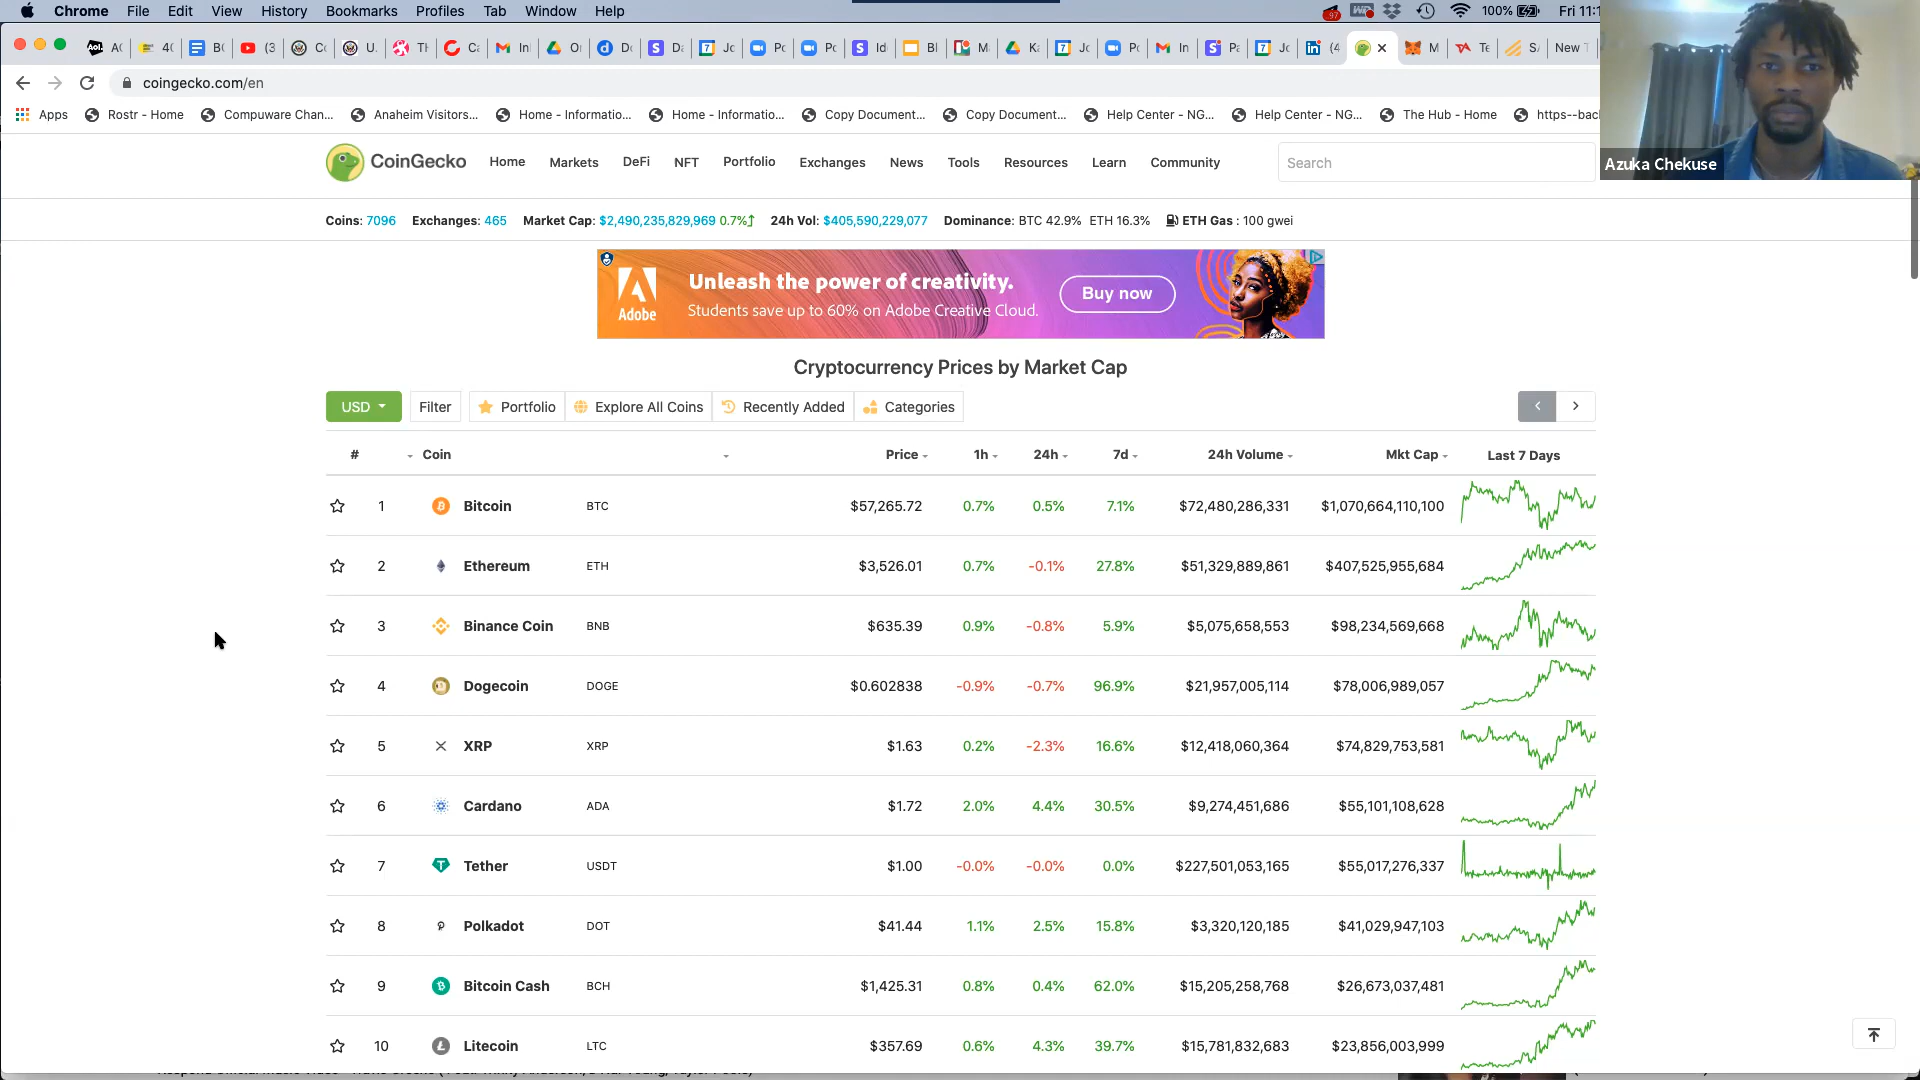 Chrome File Edit View History Bookmarks Profiles Tab Window Help 100% Fri 11:1
coingecko.com/en
Apps Rostr - Home Compuware Chan... Anaheim Visitors... Home - Informatio... Home - Informatio... Copy Document... Copy Document... Help Center - NG... Help Center - NG... The Hub - Home https--bac
Azuka Chekuse
CoinGecko Home Markets DeFi NFT Portfolio Exchanges News Tools Resources Learn Community Search
Coins: 7096 Exchanges: 465 Market Cap: $2,490,235,829,969 0.7% 24h Vol: $405,590,229,077 Dominance: BTC 42.9% ETH 16.3% ETH Gas : 100 gwei
Adobe
Unleash the power of creativity.
Students save up to 60% on Adobe Creative Cloud.
Buy now
Cryptocurrency Prices by Market Cap
USD Filter Portfolio Explore All Coins Recently Added Categories
# Coin Price 1h 24h 7d 24h Volume Mkt Cap Last 7 Days
1 Bitcoin BTC $57,265.72 0.7% 0.5% 7.1% $72,480,286,331 $1,070,664,110,100
2 Ethereum ETH $3,526.01 0.7% -0.1% 27.8% $51,329,889,861 $407,525,955,684
3 Binance Coin BNB $635.39 0.9% -0.8% 5.9% $5,075,658,553 $98,234,569,668
4 Dogecoin DOGE $0.602838 -0.9% -0.7% 96.9% $21,957,005,114 $78,006,989,057
5 XRP XRP $1.63 0.2% -2.3% 16.6% $12,418,060,364 $74,829,753,581
6 Cardano ADA $1.72 2.0% 4.4% 30.5% $9,274,451,686 $55,101,108,628
7 Tether USDT $1.00 -0.0% -0.0% 0.0% $227,501,053,165 $55,017,276,337
8 Polkadot DOT $41.44 1.1% 2.5% 15.8% $3,320,120,185 $41,029,947,103
9 Bitcoin Cash BCH $1,425.31 0.8% 0.4% 62.0% $15,205,258,768 $26,673,037,481
10 Litecoin LTC $357.69 0.6% 4.3% 39.7% $15,781,832,683 $23,856,003,999